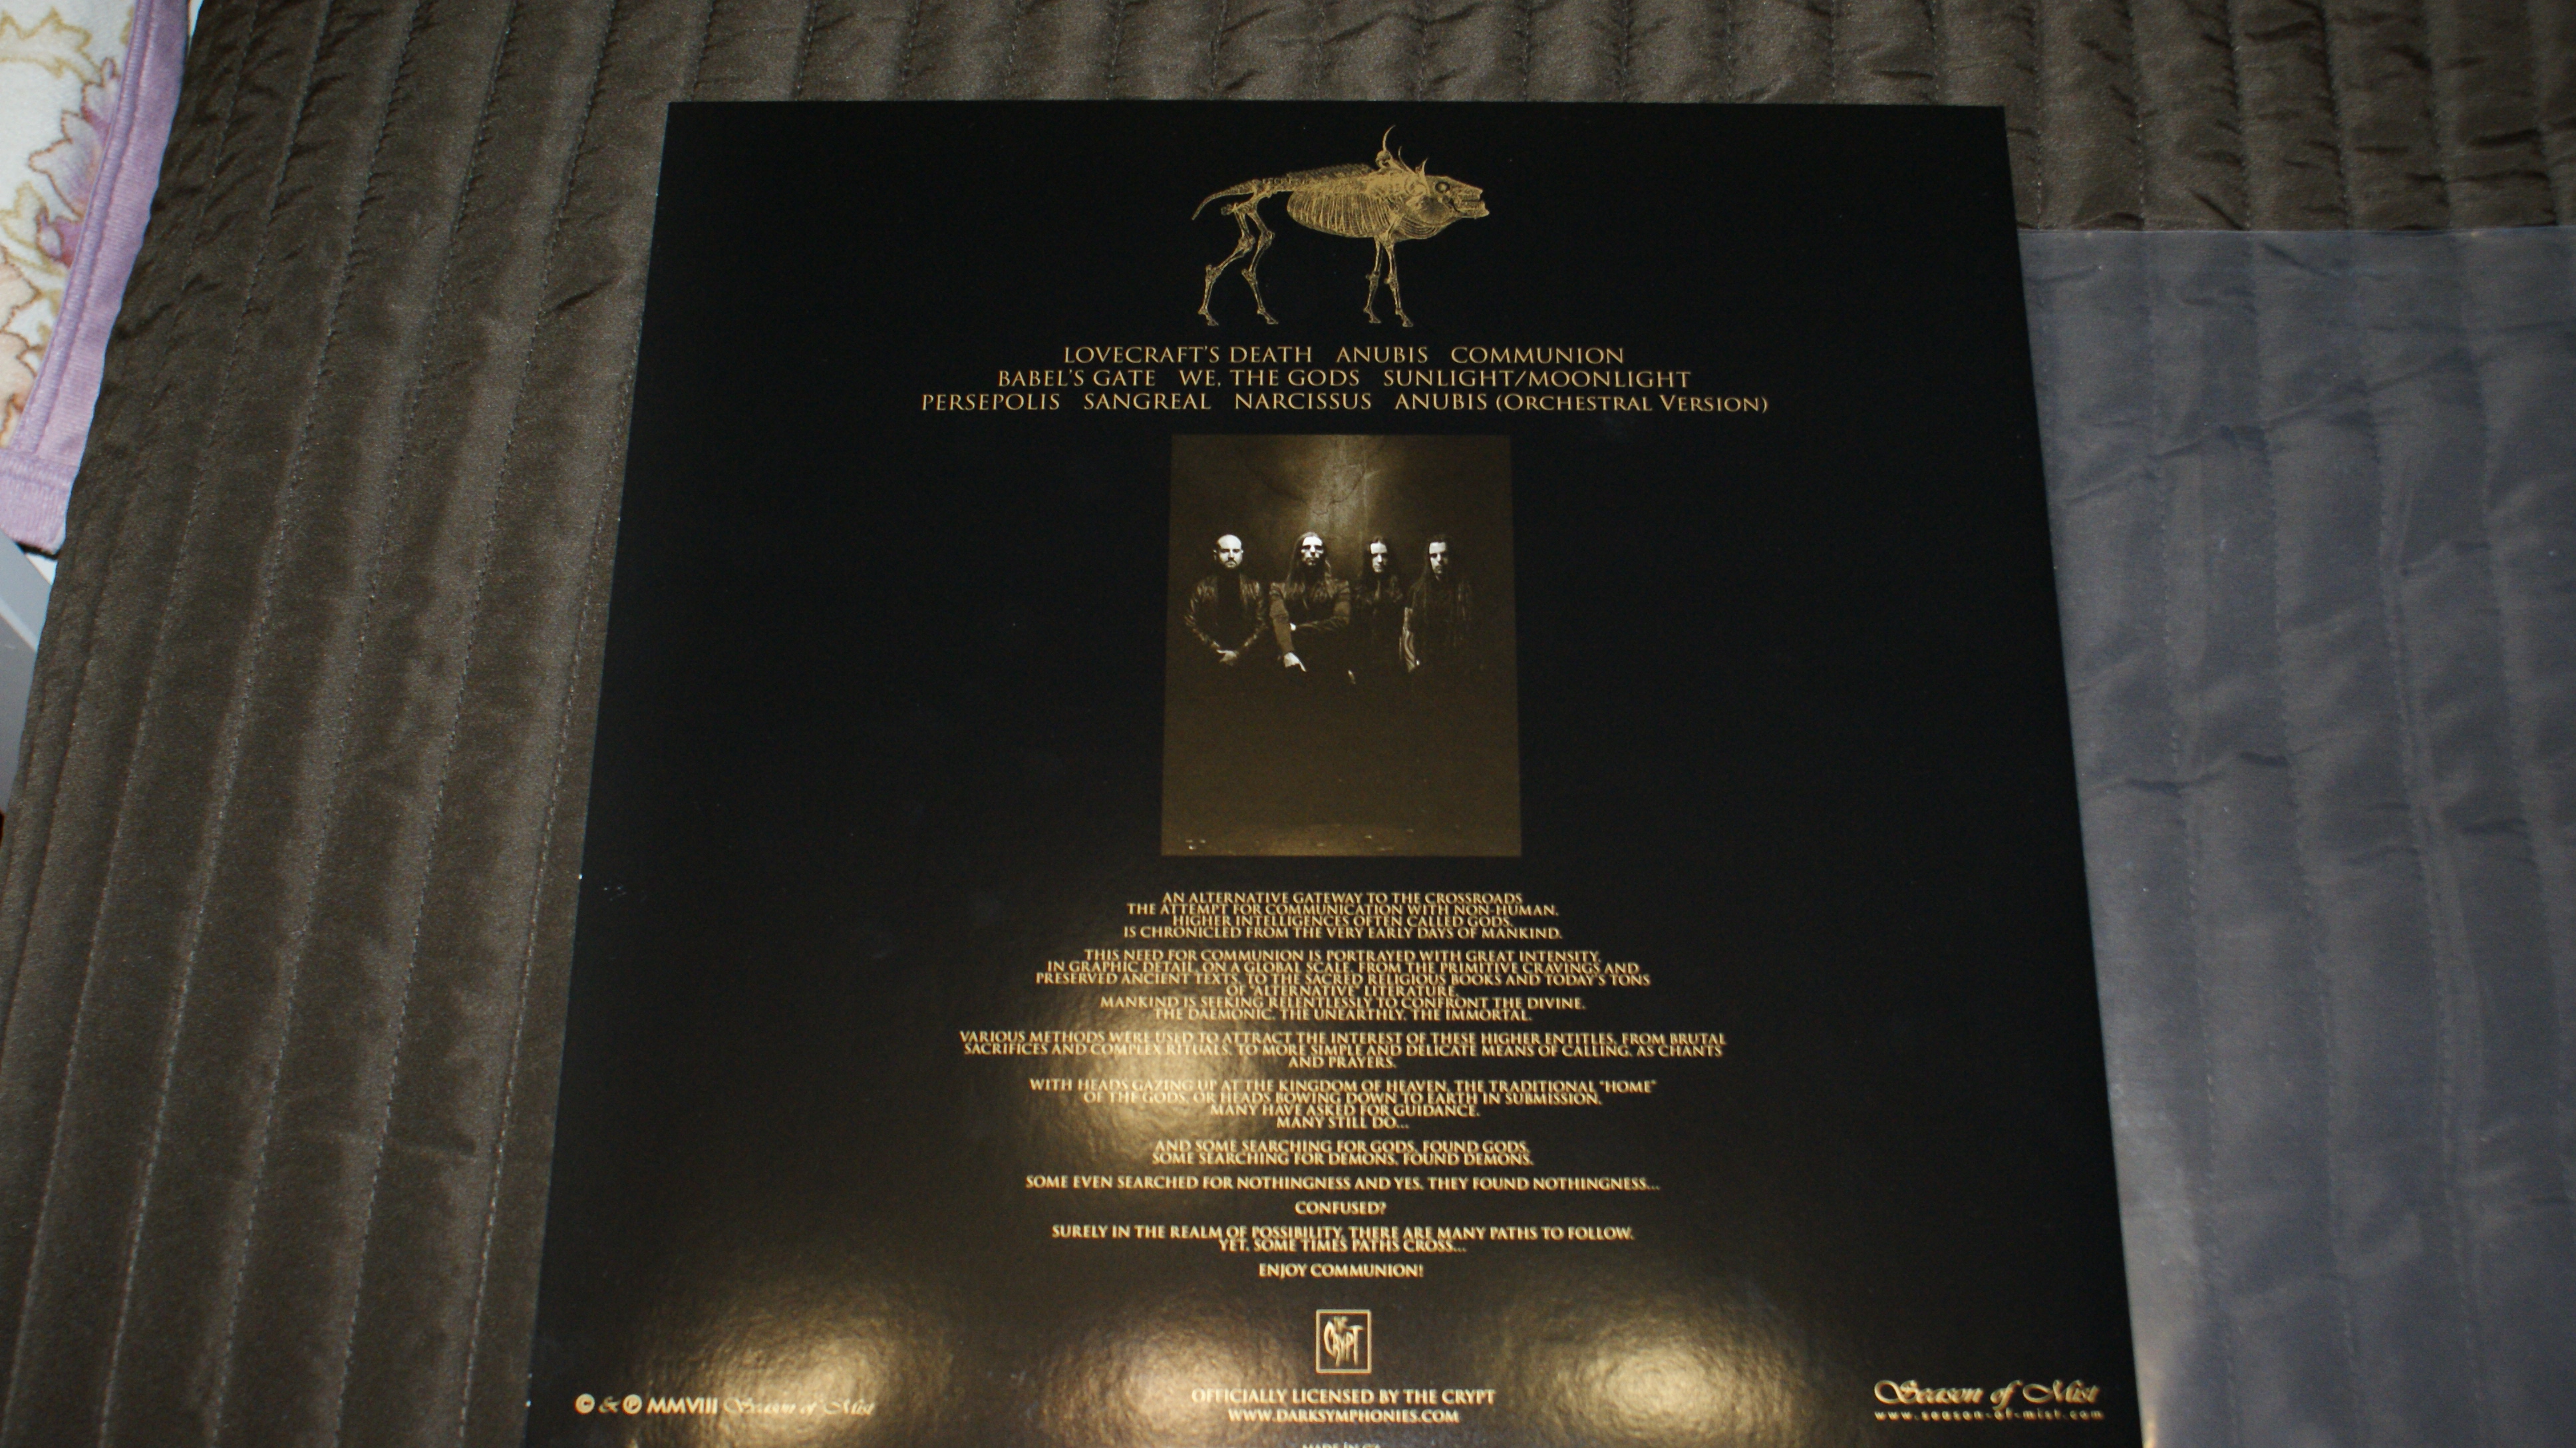 LOVECRAFT'S DEATH ANUBIS COMMUNION
BABEL'S GATE WE, THE GODS SUNLIGHT/MOONLIGHT
PERSEPOLIS SANGREAL NARCISSUS ANUBIS (ORCHESTRAL VERSION)
AN ALTERNATIVE GATEWAY TO THE CROSSROADS
THE ATTEMPT FOR COMMUNICATION WITH NON-HUMAN,
HIGHER INTELLIGENCES OFTEN CALLED GODS,
IS CHRONICLED FROM THE VERY EARLY DAYS OF MANKIND.
THIS NEED FOR COMMUNION IS PORTRAYED WITH GREAT INTENSITY,
IN GRAPHIC DETAIL, ON A GLOBAL SCALE, FROM THE PRIMITIVE CRAVINGS AND
PRESERVED ANCIENT TEXTS, TO THE SACRED RELIGIOUS BOOKS AND TODAY'S TONS
OF "ALTERNATIVE" LITERATURE.
MANKIND IS SEEKING RELENTLESSLY TO CONFRONT THE DIVINE,
THE DAEMONIC, THE UNEARTHLY, THE IMMORTAL.
VARIOUS METHODS WERE USED TO ATTRACT THE INTEREST OF THESE HIGHER ENTITLES, FROM BRUTAL
SACRIFICES AND COMPLEX RITUALS, TO MORE SIMPLE AND DELICATE MEANS OF CALLING, AS CHANTS
AND PRAYERS.
WITH HEADS GAZING UP AT THE KINGDOM OF HEAVEN, THE TRADITIONAL "HOME"
OF THE GODS, OR HEADS BOWING DOWN TO EARTH IN SUBMISSION,
MANY HAVE ASKED FOR GUIDANCE.
MANY STILL DO...
AND SOME SEARCHING FOR GODS, FOUND GODS,
SOME SEARCHING FOR DEMONS, FOUND DEMONS.
SOME EVEN SEARCHED FOR NOTHINGNESS AND YES, THEY FOUND NOTHINGNESS...
CONFUSED?
SURELY IN THE REALM OF POSSIBILITY, THERE ARE MANY PATHS TO FOLLOW.
YET, SOME TIMES PATHS CROSS...
ENJOY COMMUNION!
THE CRYPT
© & ℗ MMVIII Season of Mist
OFFICIALLY LICENSED BY THE CRYPT
WWW.DARKSYMPHONIES.COM
Season of Mist
www.season-of-mist.com